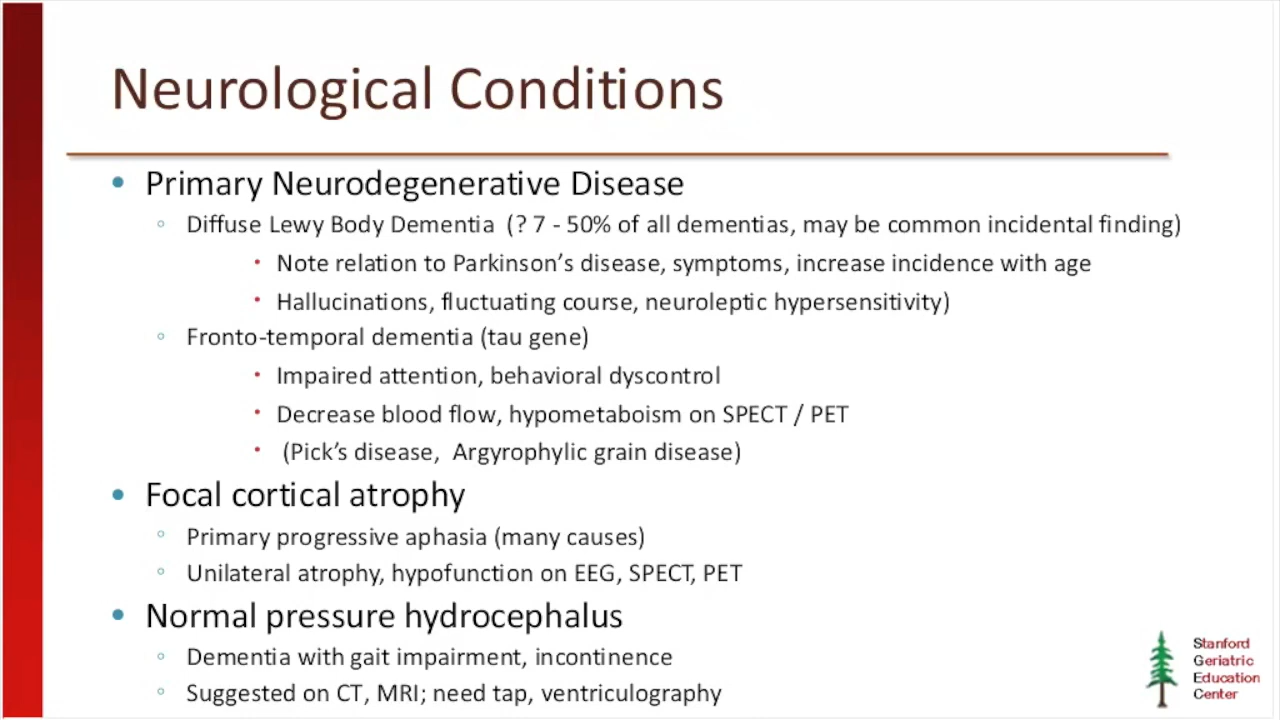 Neurological Conditions
• Primary Neurodegenerative Disease
◦ Diffuse Lewy Body Dementia (? 7 - 50% of all dementias, may be common incidental finding)
• Note relation to Parkinson’s disease, symptoms, increase incidence with age
• Hallucinations, fluctuating course, neuroleptic hypersensitivity)
◦ Fronto-temporal dementia (tau gene)
• Impaired attention, behavioral dyscontrol
• Decrease blood flow, hypometaboism on SPECT / PET
• (Pick’s disease, Argyrophylic grain disease)
• Focal cortical atrophy
◦ Primary progressive aphasia (many causes)
◦ Unilateral atrophy, hypofunction on EEG, SPECT, PET
• Normal pressure hydrocephalus
◦ Dementia with gait impairment, incontinence
◦ Suggested on CT, MRI; need tap, ventriculography
Stanford
Geriatric
Education
Center